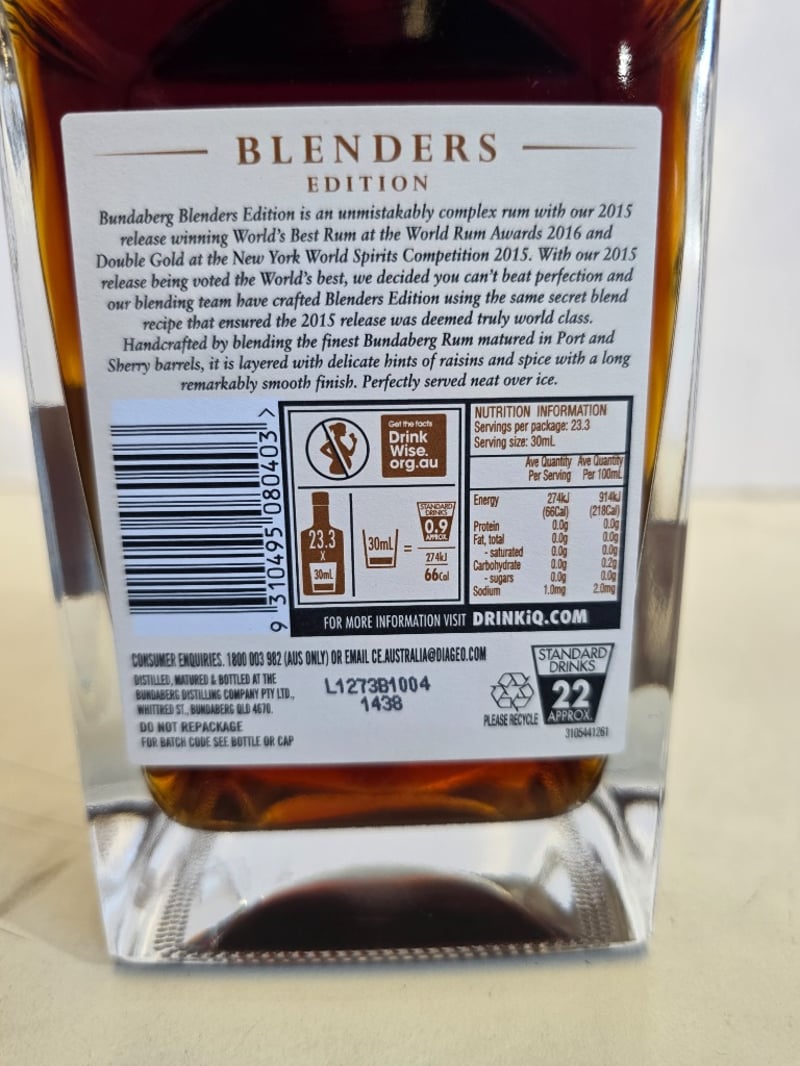 BLENDERS
EDITION
Bundaberg Blenders Edition is an unmistakably complex rum with our 2015
release winning World's Best Rum at the World Rum Awards 2016 and
Double Gold at the New York World Spirits Competition 2015. With our 2015
release being voted the World's best, we decided you can't beat perfection and
our blending team have crafted Blenders Edition using the same secret blend
recipe that ensured the 2015 release was deemed truly world class.
Handcrafted by blending the finest Bundaberg Rum matured in Port and
Sherry barrels, it is layered with delicate hints of raisins and spice with a long
remarkably smooth finish. Perfectly served neat over ice.
9 310495 080403 >
Get the facts
Drink
Wise.
org.au
23.3
x
30mL
30mL
=
STANDARD
DRINKS
0.9
APPROX.
274kJ
66Cal
NUTRITION INFORMATION
Servings per package: 23.3
Serving size: 30mL
Ave Quantity Ave Quantity
Per Serving Per 100mL
Energy 274kJ 914kJ
(66Cal) (218Cal)
Protein 0.0g 0.0g
Fat, total 0.0g 0.0g
- saturated 0.0g 0.0g
Carbohydrate 0.0g 0.2g
- sugars 0.0g 0.0g
Sodium 1.0mg 2.0mg
FOR MORE INFORMATION VISIT DRINKiQ.COM
CONSUMER ENQUIRIES. 1800 003 982 (AUS ONLY) OR EMAIL CE.AUSTRALIA@DIAGEO.COM
DISTILLED, MATURED & BOTTLED AT THE
BUNDABERG DISTILLING COMPANY PTY LTD.,
WHITTRED ST., BUNDABERG QLD 4670.
DO NOT REPACKAGE
FOR BATCH CODE SEE BOTTLE OR CAP
L1273B1004
1438
PLEASE RECYCLE
STANDARD
DRINKS
22
APPROX.
3105441261